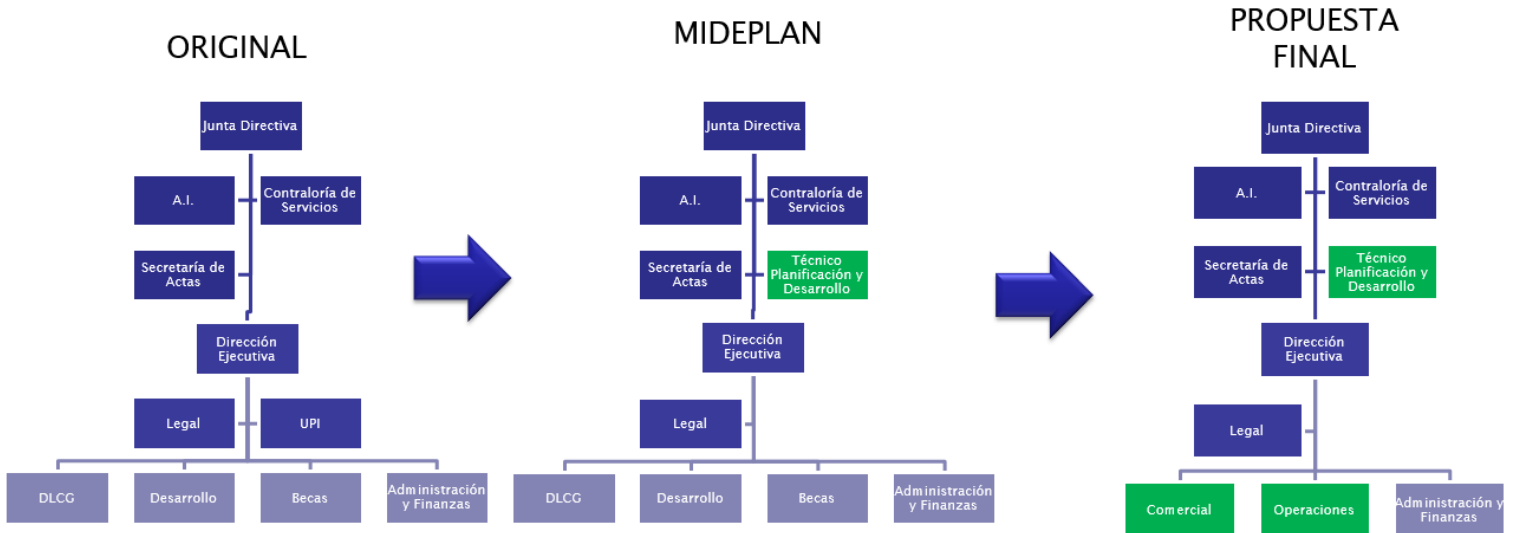 ORIGINAL
Junta Directiva
A.I.
Contraloría de
Servicios
Secretaría de
Actas
Dirección
Ejecutiva
Legal
UPI
DLCG
Desarrollo
Becas
Administración
y Finanzas
MIDEPLAN
Junta Directiva
A.I.
Contraloría de
Servicios
Secretaría de
Actas
Técnico
Planificación y
Desarrollo
Dirección
Ejecutiva
Legal
DLCG
Desarrollo
Becas
Administración
y Finanzas
PROPUESTA
FINAL
Junta Directiva
A.I.
Contraloría de
Servicios
Secretaría de
Actas
Técnico
Planificación y
Desarrollo
Dirección
Ejecutiva
Legal
Comercial
Operaciones
Administración y
Finanzas